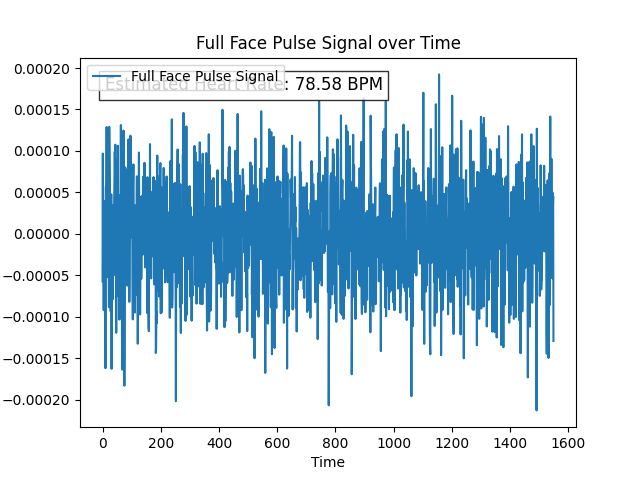 Full Face Pulse Signal over Time
Full Face Pulse Signal
Estimated Heart Rate: 78.58 BPM
0.00020
0.00015
0.00010
0.00005
0.00000
−0.00005
−0.00010
−0.00015
−0.00020
0 200 400 600 800 1000 1200 1400 1600
Time